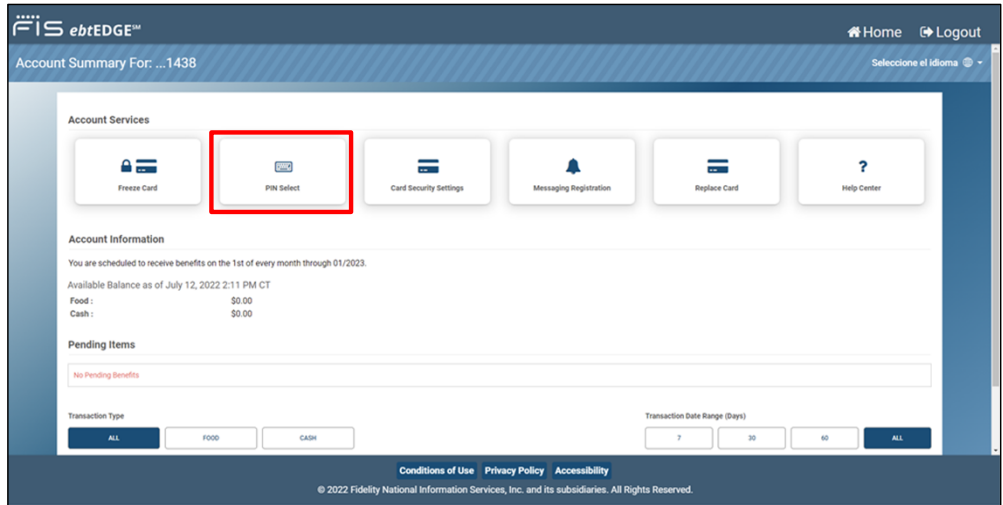 FIS ebtEDGE℠
Home Logout
Account Summary For: ...1438
Seleccione el idioma
Account Services
Freeze Card
PIN Select
Card Security Settings
Messaging Registration
Replace Card
?
Help Center
Account Information
You are scheduled to receive benefits on the 1st of every month through 01/2023.
Available Balance as of July 12, 2022 2:11 PM CT
Food : $0.00
Cash : $0.00
Pending Items
No Pending Benefits
Transaction Type
ALL FOOD CASH
Transaction Date Range (Days)
7 30 60 ALL
Conditions of Use Privacy Policy Accessibility
© 2022 Fidelity National Information Services, Inc. and its subsidiaries. All Rights Reserved.